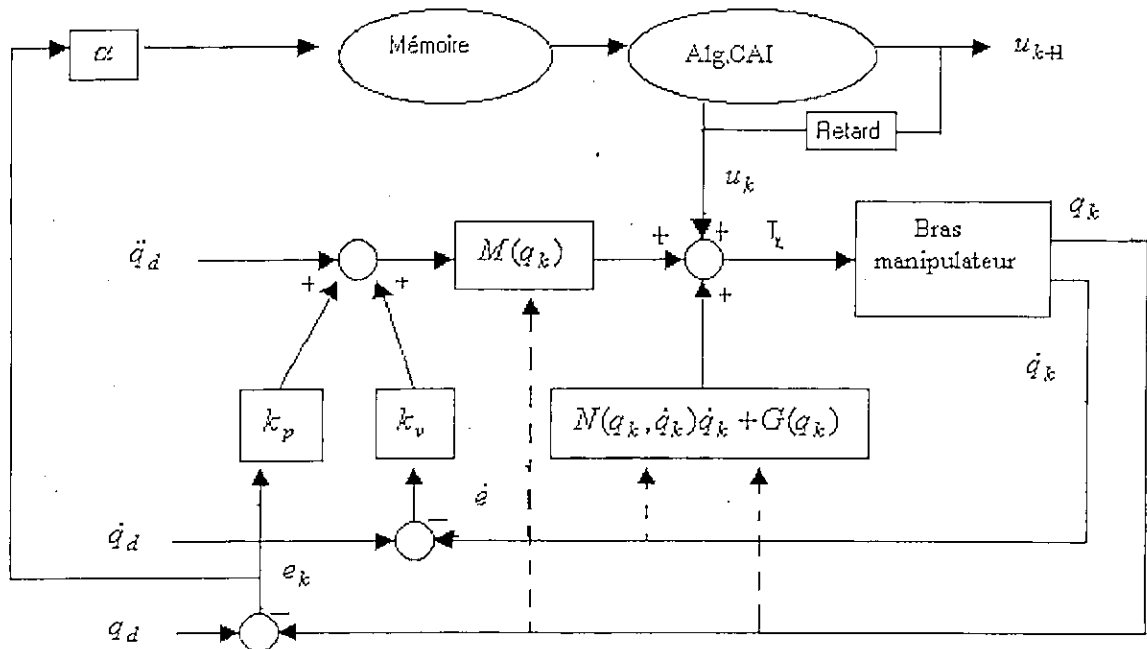 α
Mémoire
Alg.CAI
u_{k+1}
Retard
u_k
q̈_d
+
+
M(q_k)
+
+
+
T_r
Bras
manipulateur
q_k
q̇_k
k_p
k_v
N(q_k, q̇_k)q̇_k + G(q_k)
ė
q̇_d
−
e_k
q_d
−